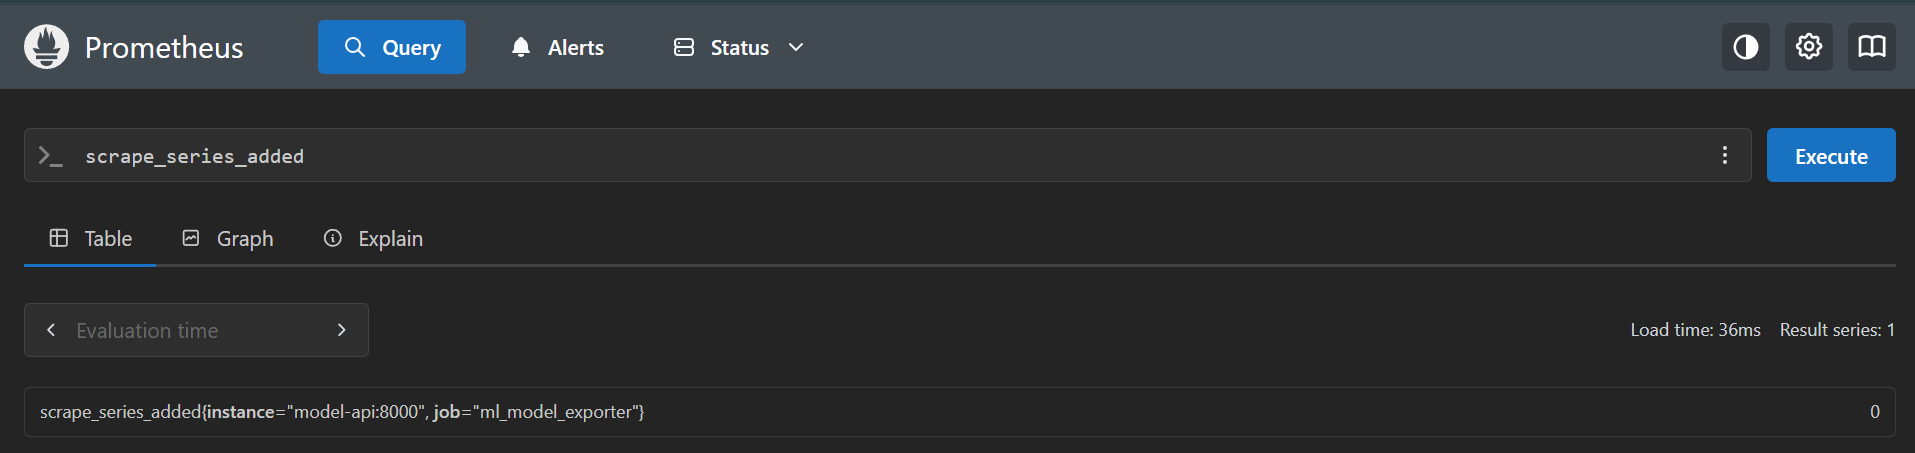 Prometheus Query Alerts Status
>_ scrape_series_added Execute
Table Graph Explain
Evaluation time Load time: 36ms Result series: 1
scrape_series_added{instance="model-api:8000", job="ml_model_exporter"} 0